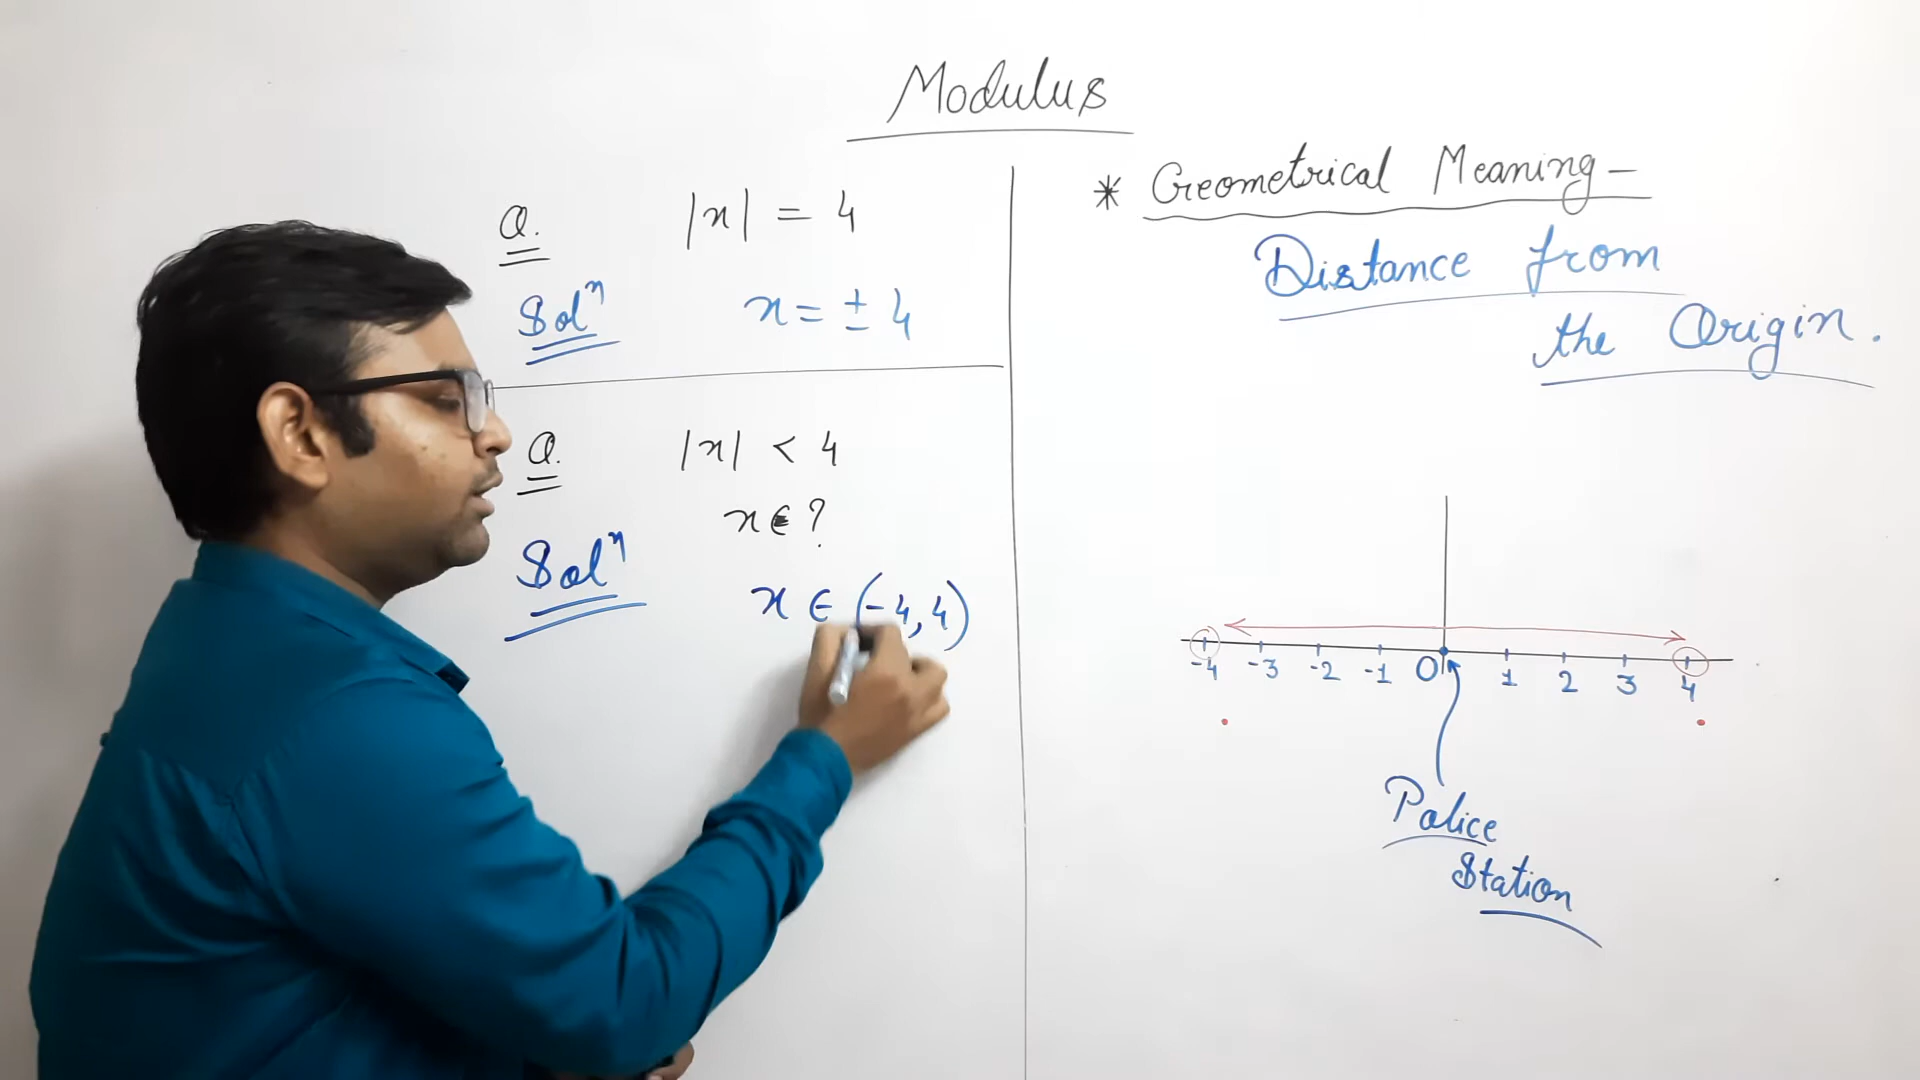 Modulus
Q. |x| = 4
Solⁿ x = ± 4
Q. |x| < 4
x ∈ ?
Solⁿ x ∈ (-4, 4)
* Geometrical Meaning –
Distance from
the Origin.
-4 -3 -2 -1 0 1 2 3 4
Police
Station